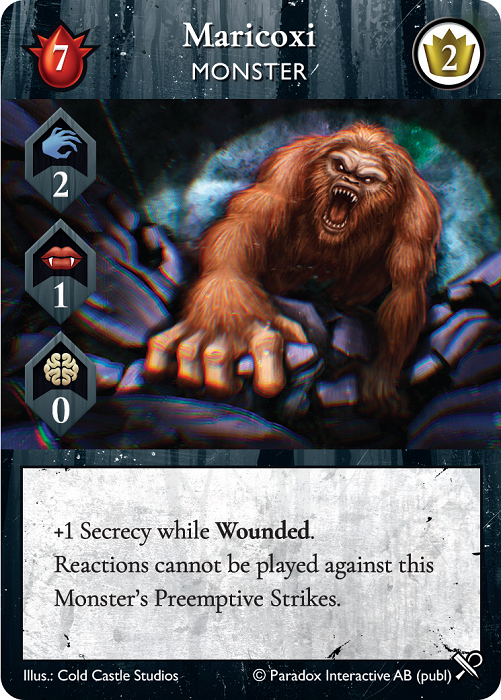 Maricoxi
7
MONSTER
2
2
1
0
+1 Secrecy while Wounded.
Reactions cannot be played against this
Monster's Preemptive Strikes.
Illus.: Cold Castle Studios
© Paradox Interactive AB (publ)